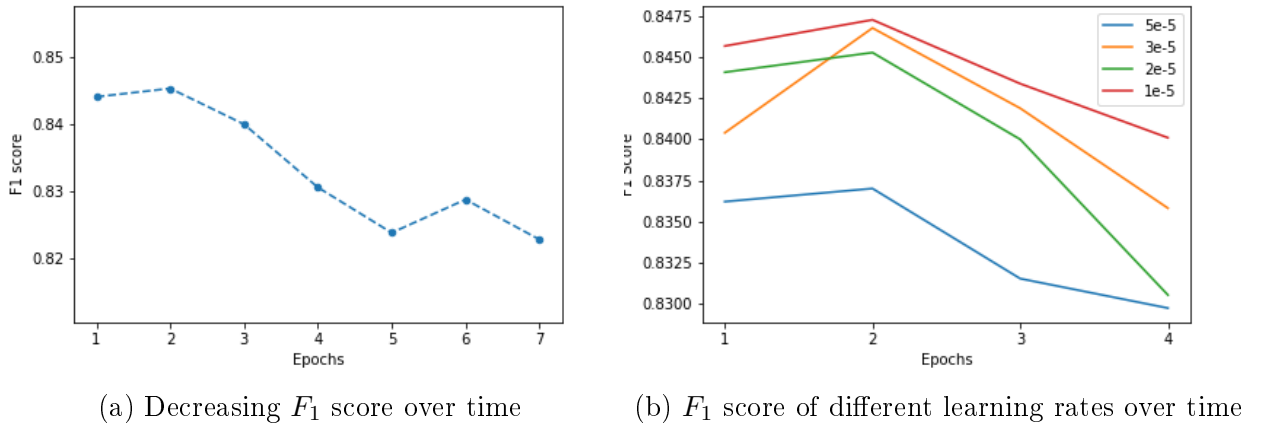 0.85
0.84
0.83
0.82
F1 score
1 2 3 4 5 6 7
Epochs
(a) Decreasing F1 score over time
0.8475
0.8450
0.8425
0.8400
0.8375
0.8350
0.8325
0.8300
F1 score
5e-5
3e-5
2e-5
1e-5
1 2 3 4
Epochs
(b) F1 score of different learning rates over time